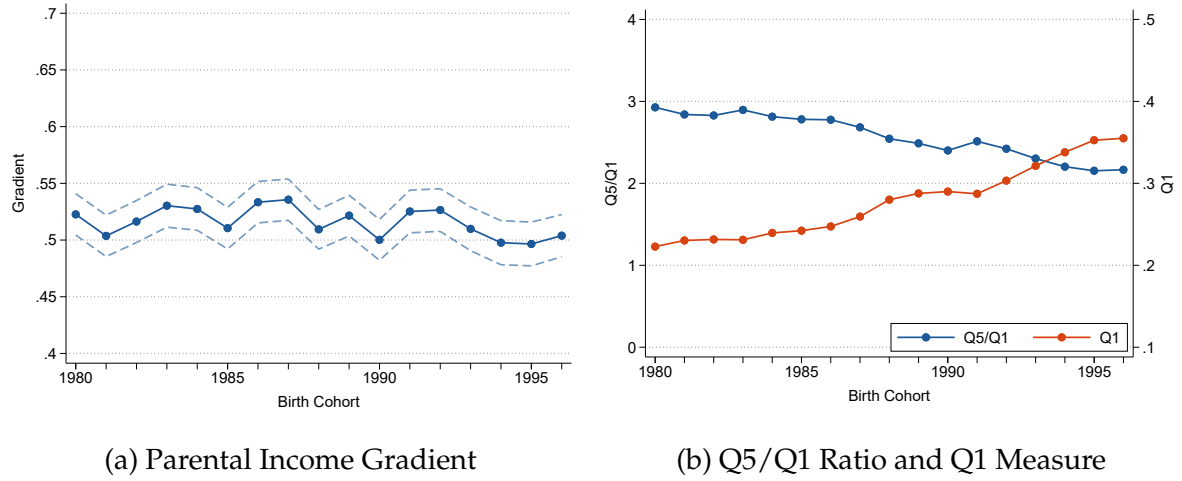 .7
.65
.6
.55
.5
.45
.4
Gradient
1980
1985
1990
1995
Birth Cohort
(a) Parental Income Gradient
4
3
2
1
0
Q5/Q1
.5
.4
.3
.2
.1
Q1
Q5/Q1
Q1
1980
1985
1990
1995
Birth Cohort
(b) Q5/Q1 Ratio and Q1 Measure